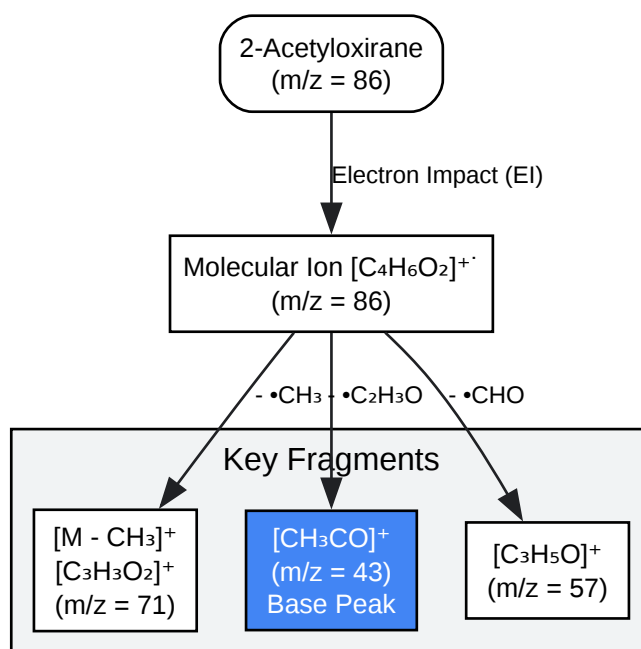 2-Acetyloxirane
(m/z = 86)
Electron Impact (EI)
Molecular Ion [C₄H₆O₂]⁺˙
(m/z = 86)
- •CH₃
- •C₂H₃O
- •CHO
Key Fragments
[M - CH₃]⁺
[C₃H₃O₂]⁺
(m/z = 71)
[CH₃CO]⁺
(m/z = 43)
Base Peak
[C₃H₅O]⁺
(m/z = 57)